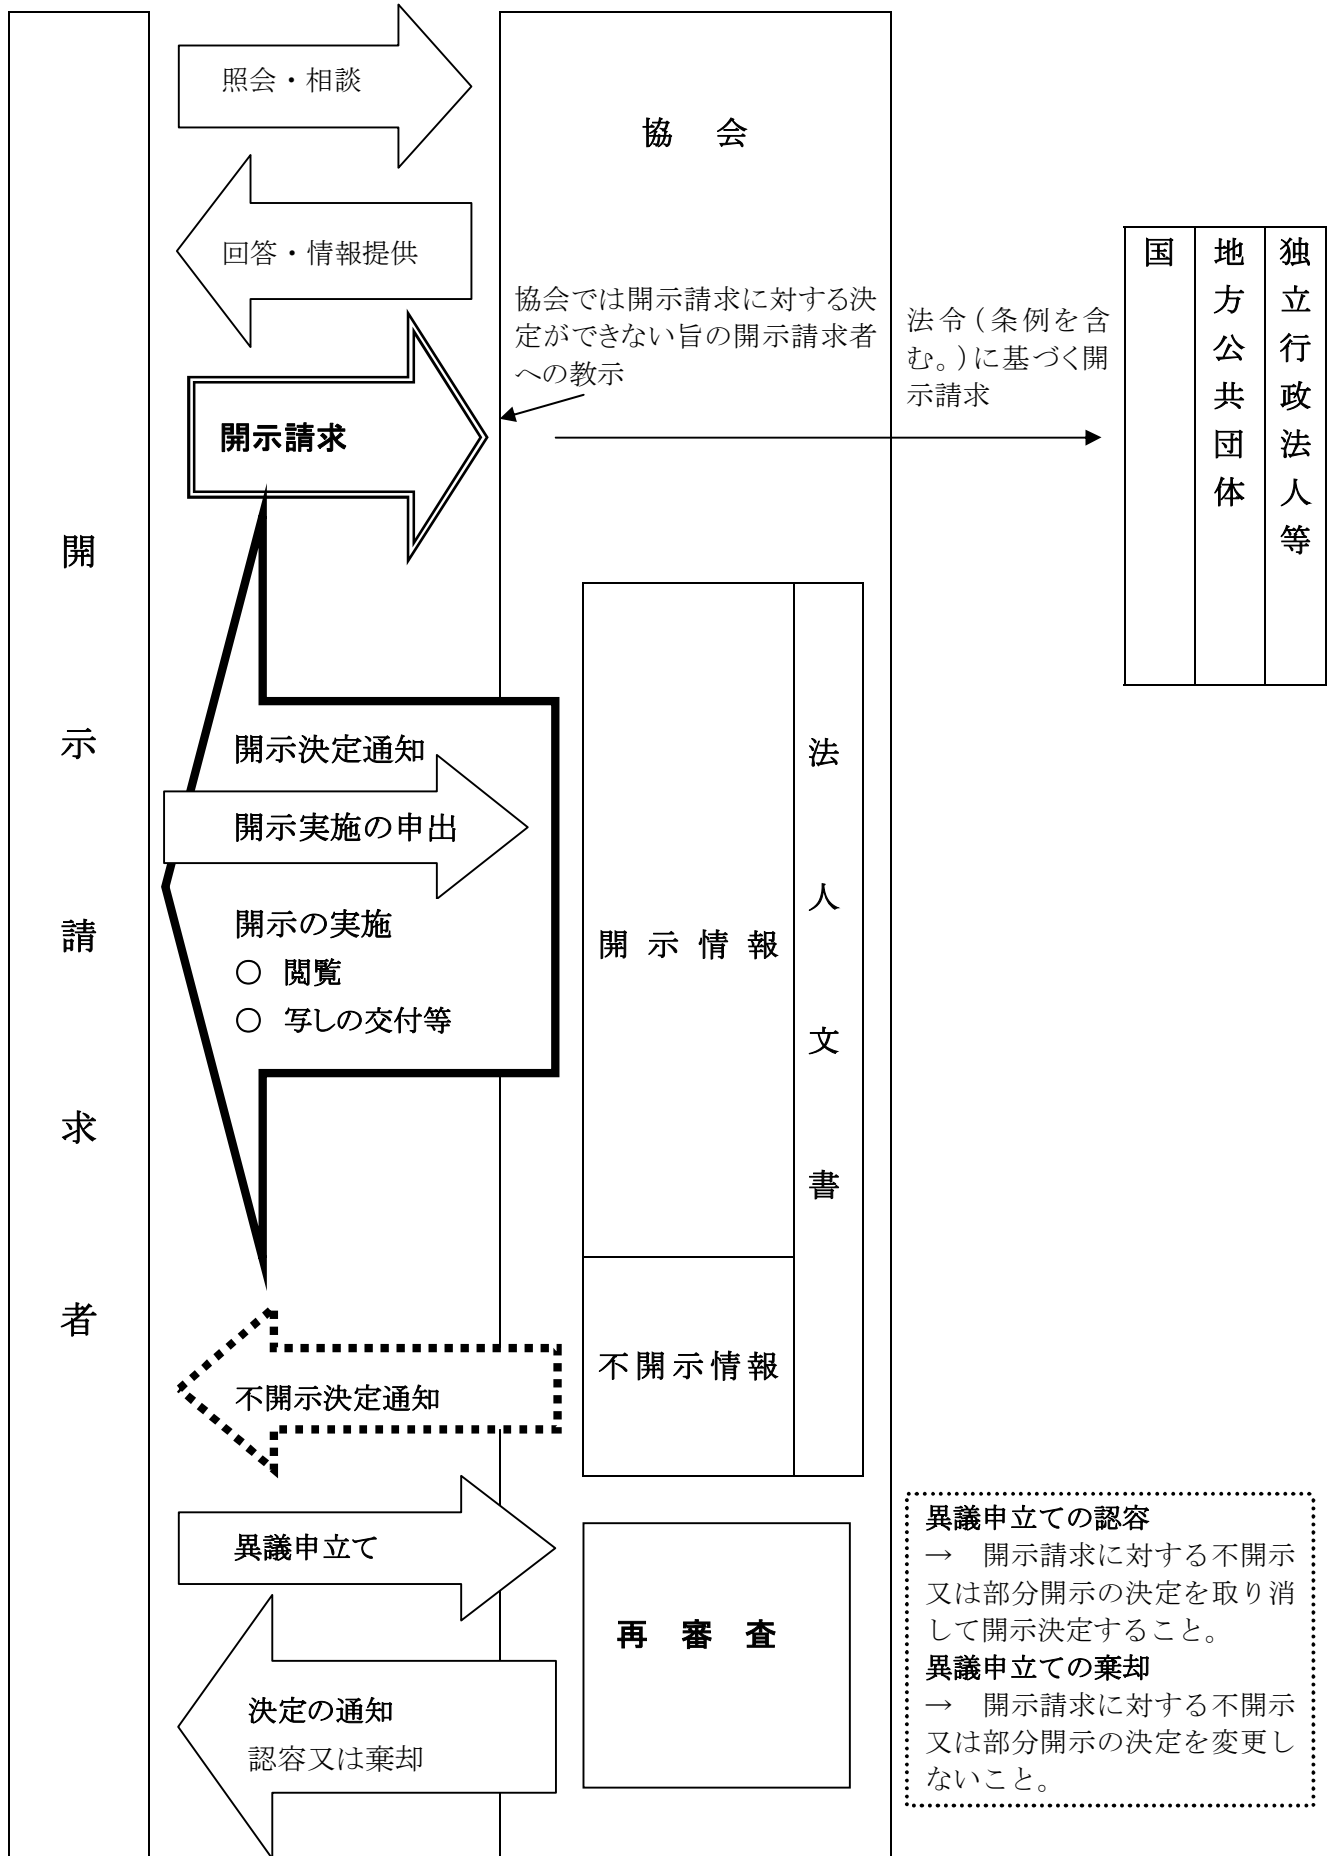 照会・相談
協　会
回答・情報提供
協会では開示請求に対する決
定ができない旨の開示請求者
への教示
法令（条例を含
む。）に基づく開
示請求
国
地方公共団体
独立行政法人等
開示請求
開示請求者
開示決定通知
開示実施の申出
開示の実施
○　閲覧
○　写しの交付等
開示情報
法人文書
不開示情報
不開示決定通知
異議申立て
再審査
決定の通知
認容又は棄却
異議申立ての認容
→　開示請求に対する不開示
又は部分開示の決定を取り消
して開示決定すること。
異議申立ての棄却
→　開示請求に対する不開示
又は部分開示の決定を変更し
ないこと。